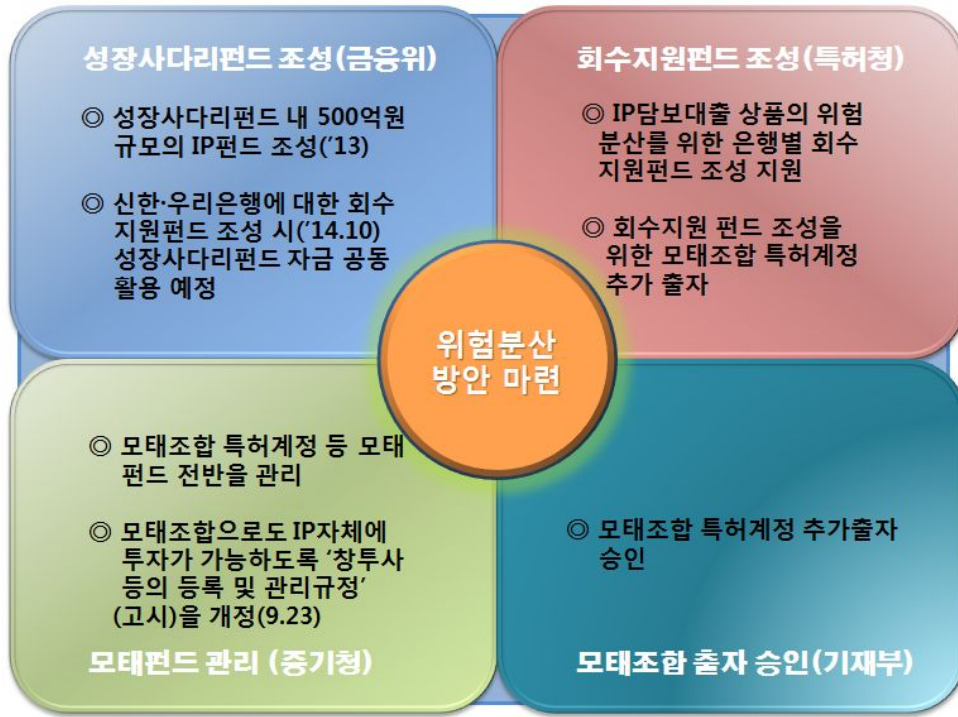 성장사다리펀드 조성(금융위)
◎ 성장사다리펀드 내 500억원
규모의 IP펀드 조성('13)
◎ 신한·우리은행에 대한 회수
지원펀드 조성 시('14.10)
성장사다리펀드 자금 공동
활용 예정
회수지원펀드 조성(특허청)
◎ IP담보대출 상품의 위험
분산를 위한 은행별 회수
지원펀드 조성 지원
◎ 회수지원 펀드 조성을
위한 모태조합 특허계정
추가 출자
위험분산
방안 마련
◎ 모태조합 특허계정 등 모태
펀드 전반을 관리
◎ 모태조합으로도 IP자체에
투자가 가능하도록 '창투사
등의 등록 및 관리규정'
(고시)을 개정(9.23)
모태펀드 관리 (중기청)
◎ 모태조합 특허계정 추가출자
승인
모태조합 출자 승인(기재부)